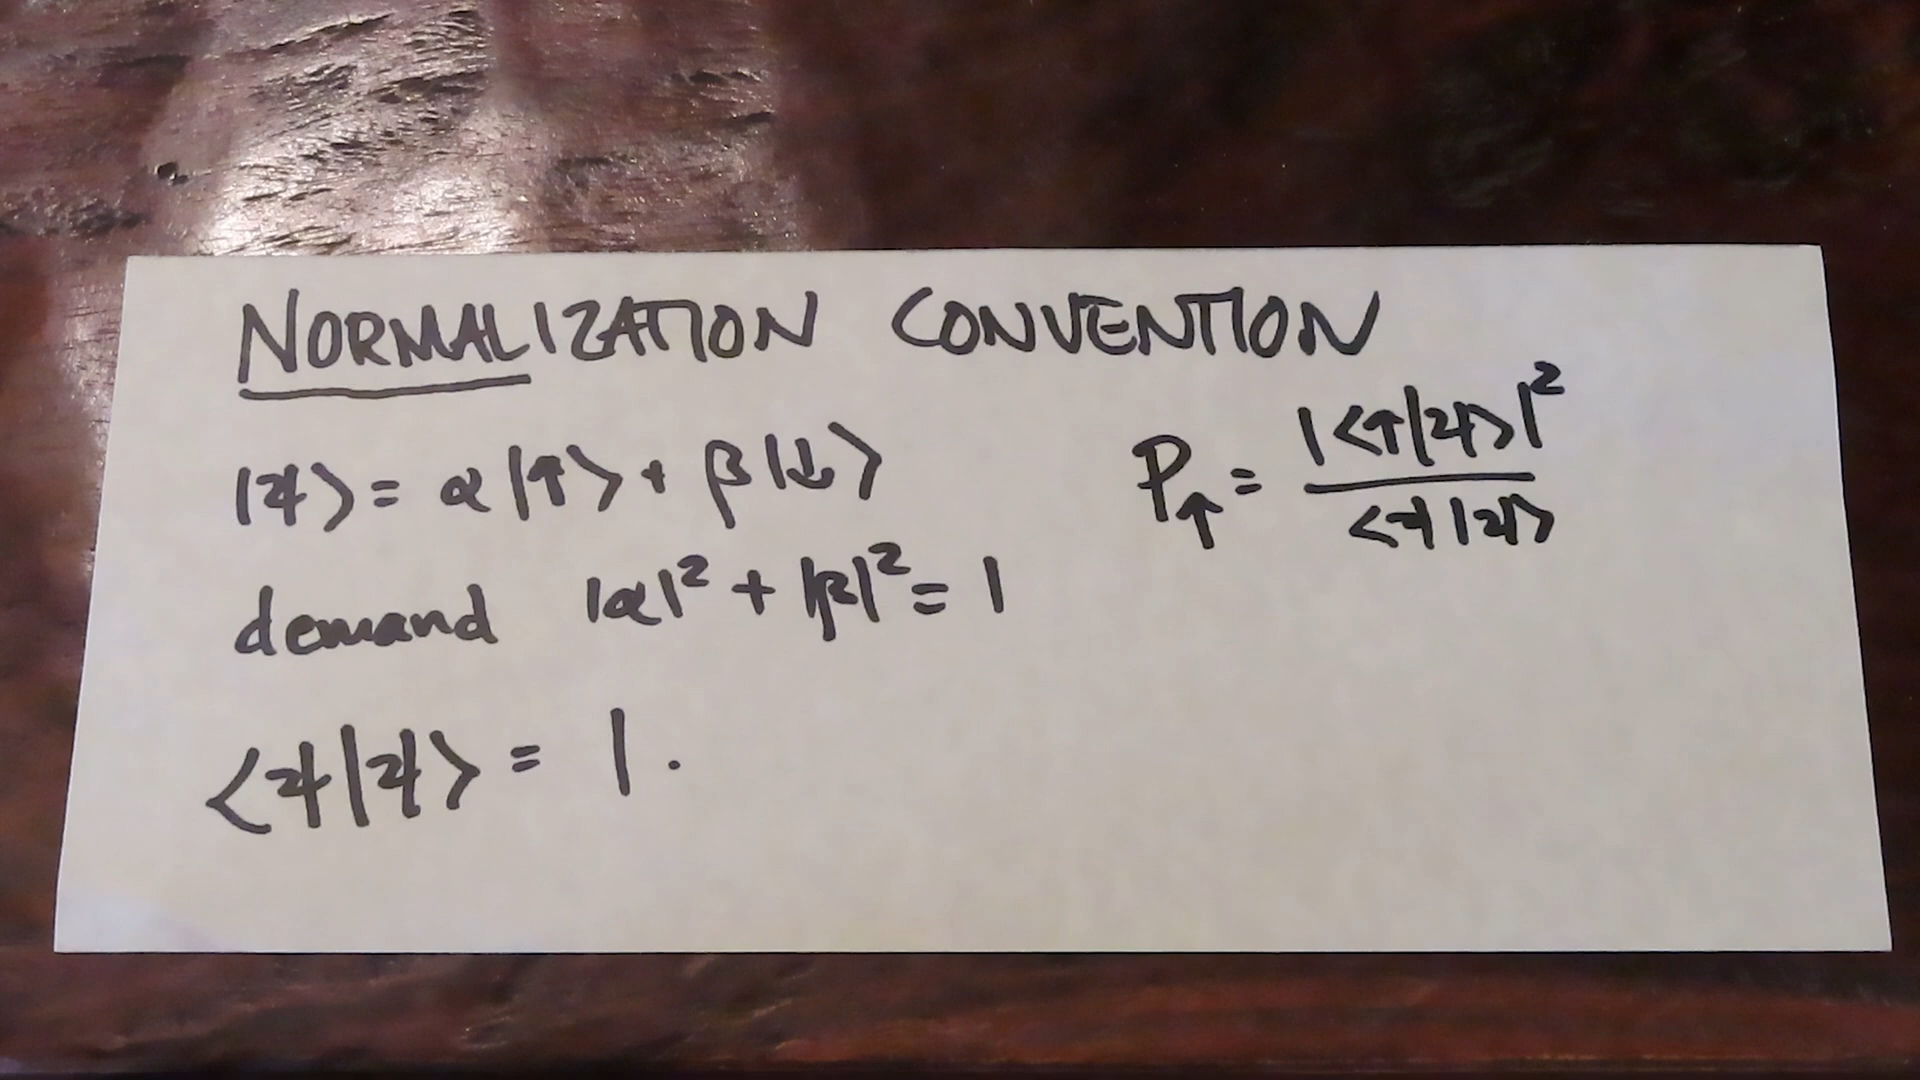 NORMALIZATION CONVENTION
|ψ⟩ = α|↑⟩ + β|↓⟩
P↑ = |⟨↑|ψ⟩|² / ⟨ψ|ψ⟩
demand |α|² + |β|² = 1
⟨ψ|ψ⟩ = 1.